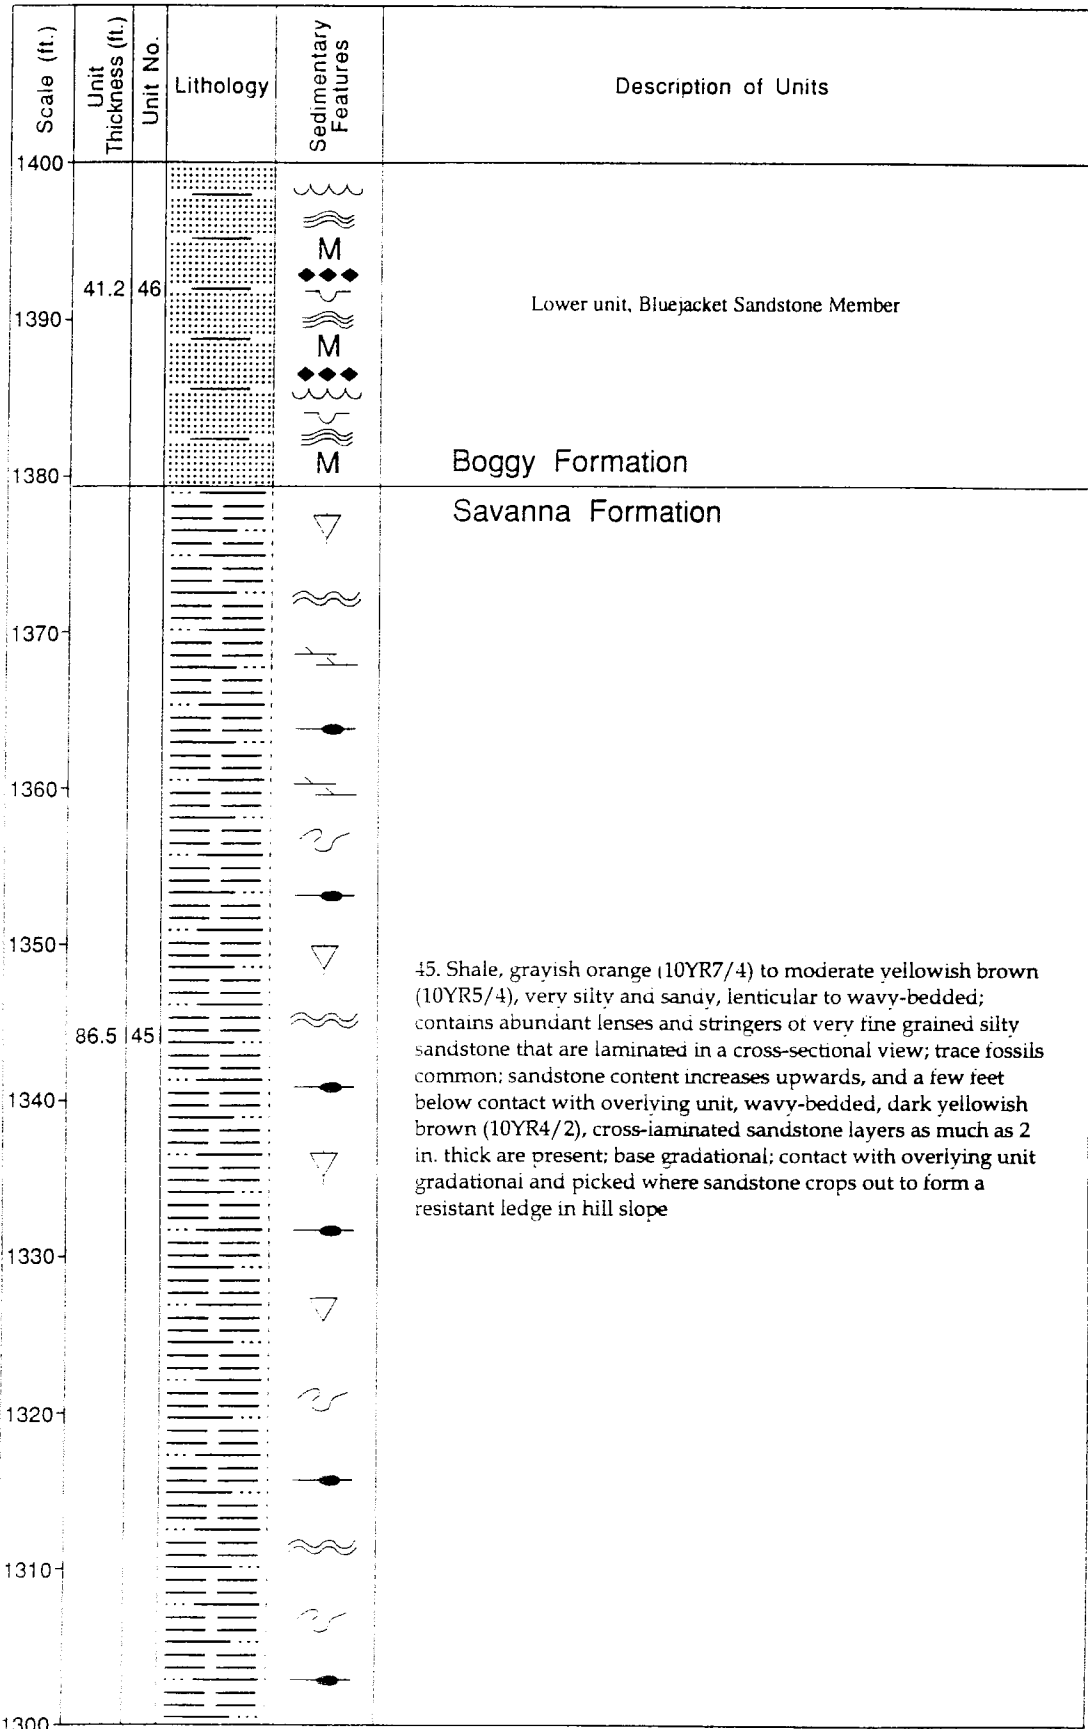 Scale (ft.)
Unit
Thickness (ft.)
Unit No.
Lithology
Sedimentary
Features
Description of Units
1400
M
41.2 46
Lower unit, Bluejacket Sandstone Member
1390
M
M
1380
Boggy Formation
Savanna Formation
1370
1360
1350
45. Shale, grayish orange (10YR7/4) to moderate yellowish brown
(10YR5/4), very silty and sandy, lenticular to wavy-bedded;
contains abundant lenses and stringers of very fine grained silty
86.5 45
sandstone that are laminated in a cross-sectional view; trace fossils
common; sandstone content increases upwards, and a few feet
1340
below contact with overlying unit, wavy-bedded, dark yellowish
brown (10YR4/2), cross-laminated sandstone layers as much as 2
in. thick are present; base gradational; contact with overlying unit
gradational and picked where sandstone crops out to form a
resistant ledge in hill slope
1330
1320
1310
1300